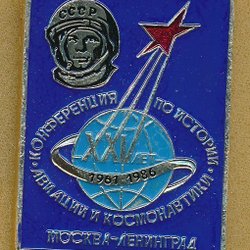 СССР
КОНФЕРЕНЦИЯ ПО ИСТОРИИ
АВИАЦИИ И КОСМОНАВТИКИ
XXV ЛЕТ
1961-1986
МОСКВА-ЛЕНИНГРАД